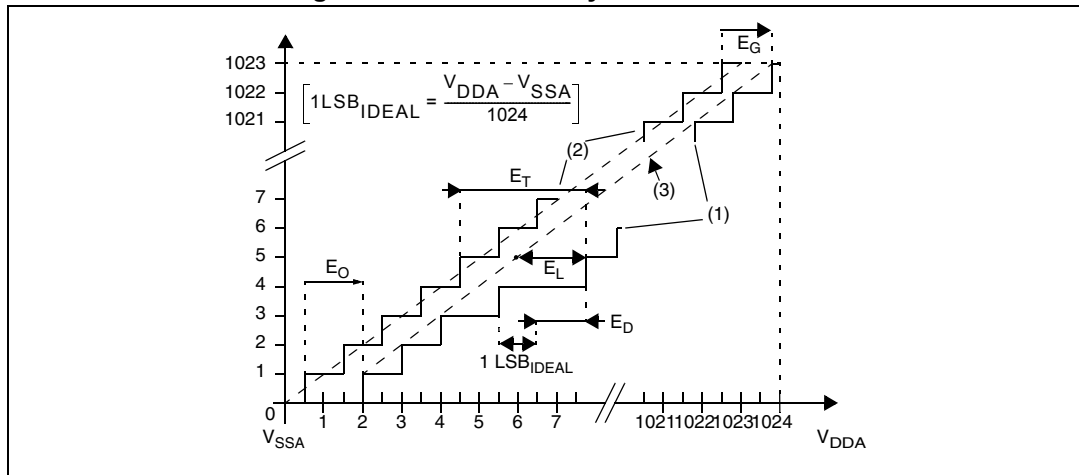 E_G
1023
1022
1021
[1LSB_IDEAL = (V_DDA – V_SSA) / 1024]
(2)
E_T
(3)
7
(1)
6
5
E_L
E_O
4
3
E_D
2
1 LSB_IDEAL
1
0
1 2 3 4 5 6 7 1021 1022 1023 1024
V_SSA
V_DDA